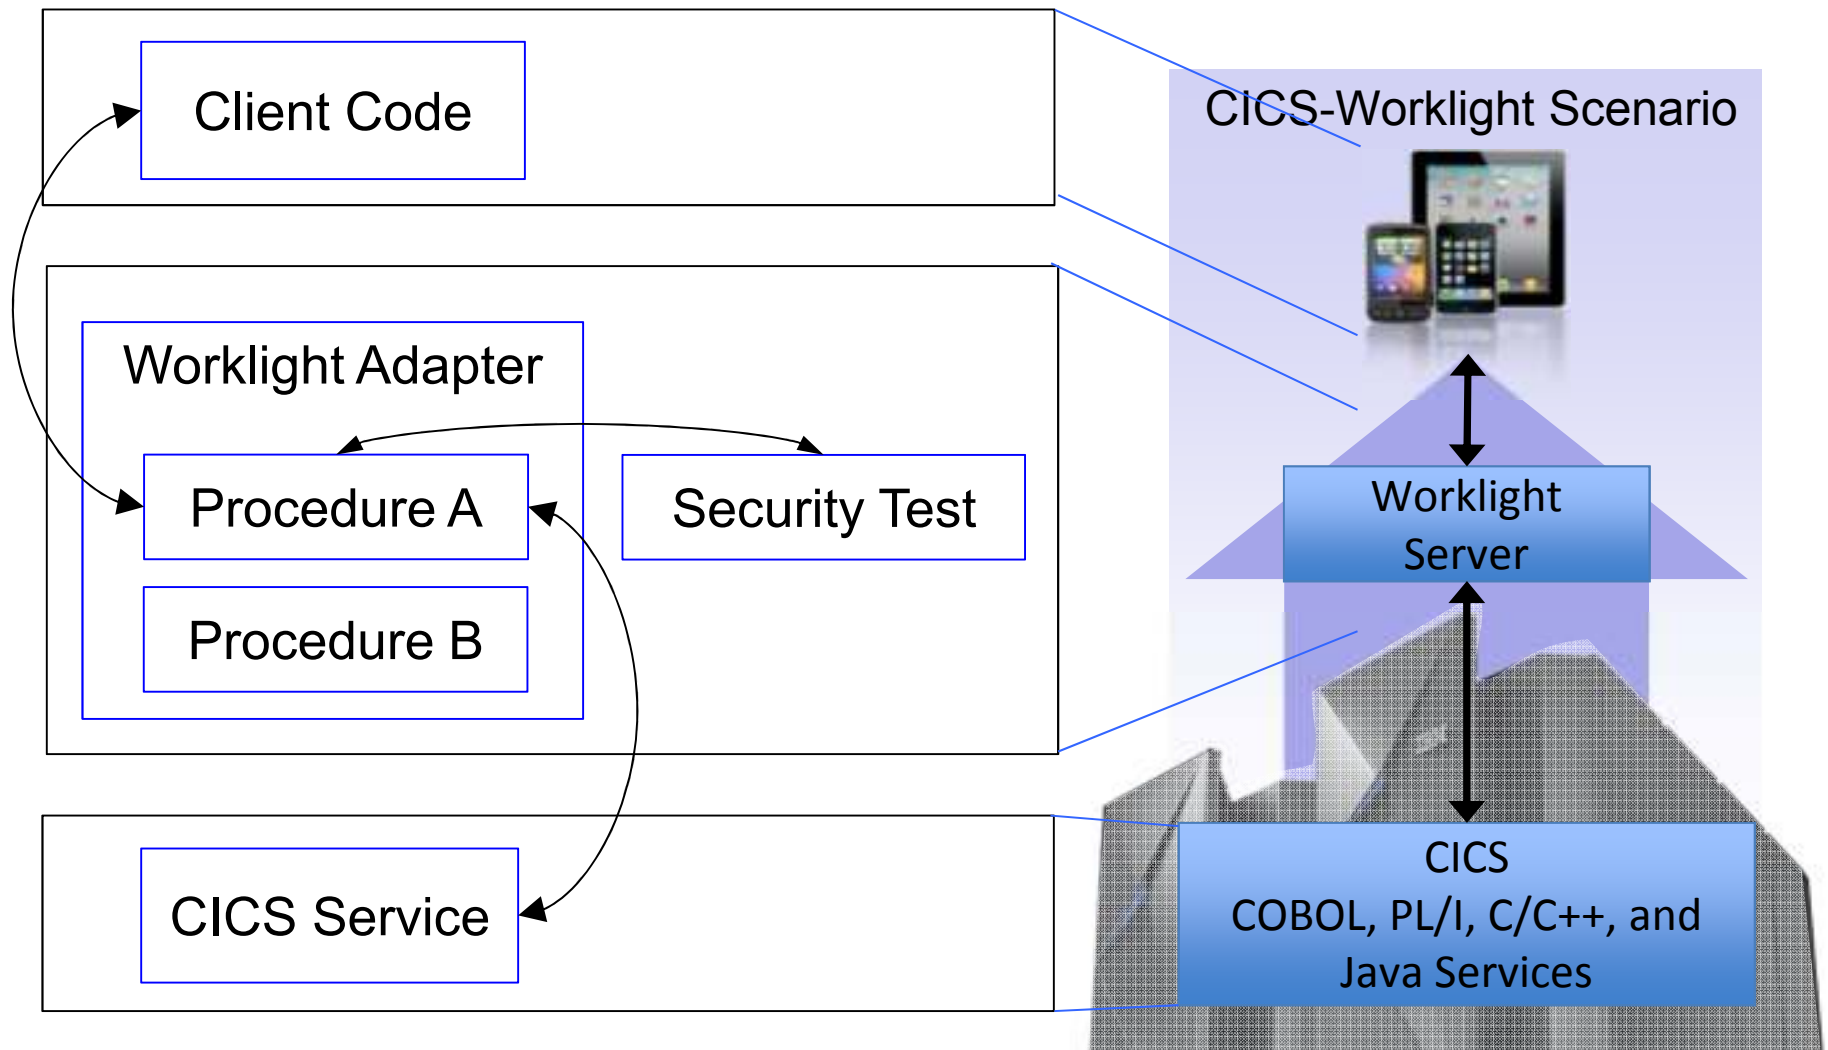 Client Code
Worklight Adapter
Procedure A
Security Test
Procedure B
CICS Service
CICS-Worklight Scenario
Worklight
Server
CICS
COBOL, PL/I, C/C++, and
Java Services